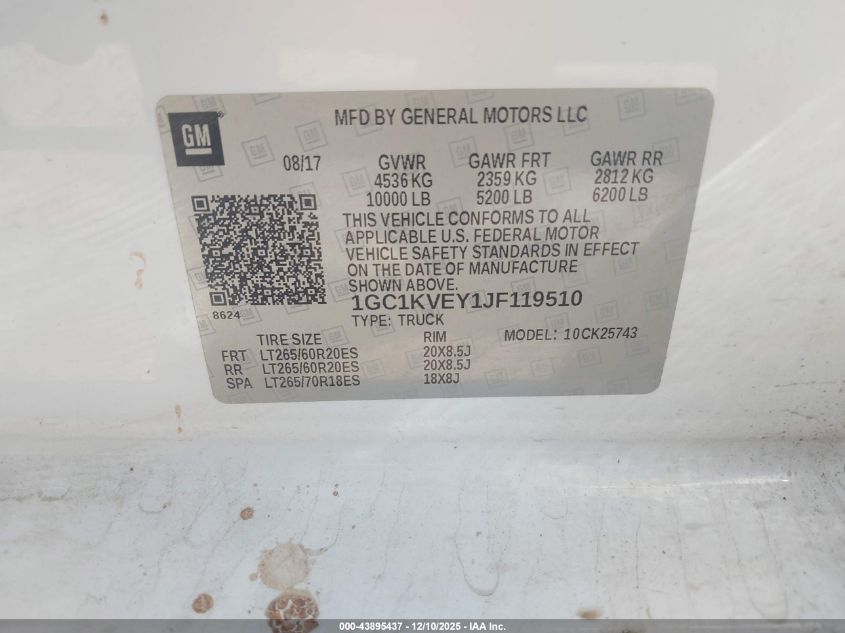 MFD BY GENERAL MOTORS LLC
GM
08/17 GVWR GAWR FRT GAWR RR
4536 KG 2359 KG 2812 KG
10000 LB 5200 LB 6200 LB
THIS VEHICLE CONFORMS TO ALL
APPLICABLE U.S. FEDERAL MOTOR
VEHICLE SAFETY STANDARDS IN EFFECT
ON THE DATE OF MANUFACTURE
SHOWN ABOVE.
8624
1GC1KVEY1JF119510
TYPE: TRUCK
TIRE SIZE RIM MODEL: 10CK25743
FRT LT265/60R20ES 20X8.5J
RR LT265/60R20ES 20X8.5J
SPA LT265/70R18ES 18X8J
000-43895437 - 12/10/2025 - IAA Inc.